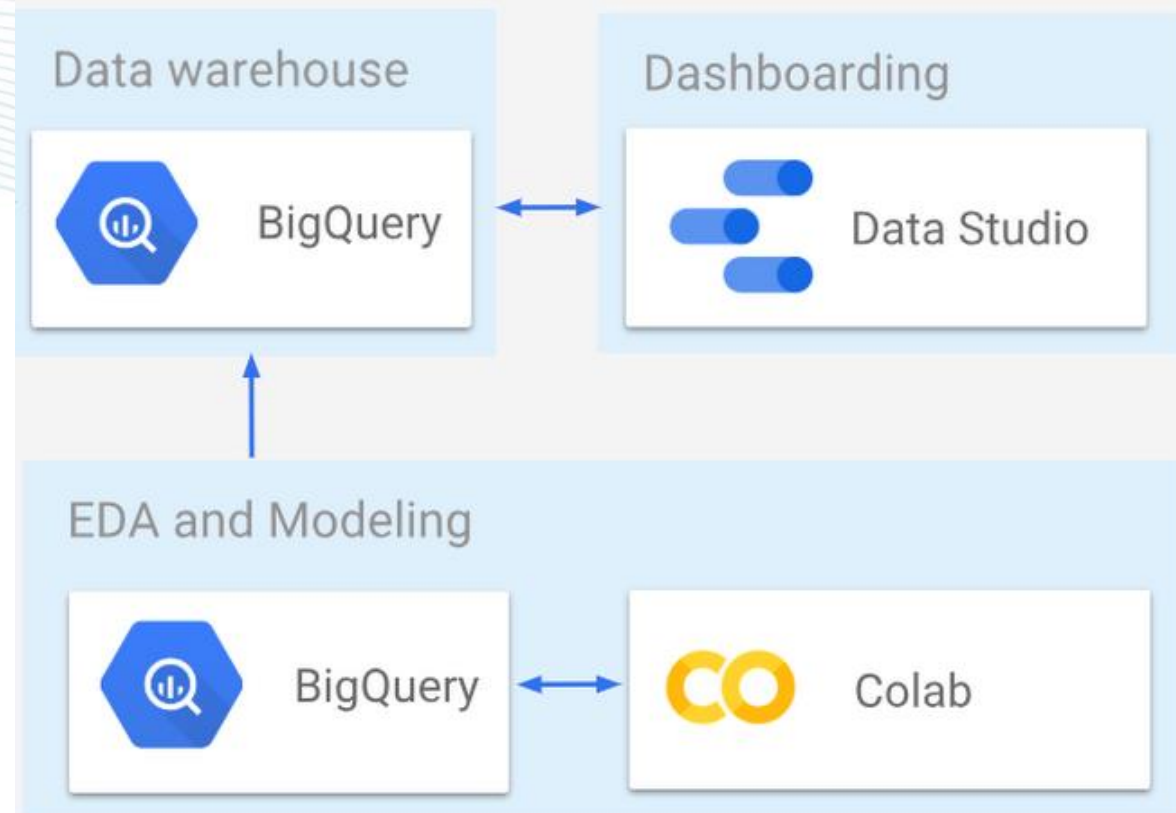 Data warehouse
Dashboarding
BigQuery
Data Studio
EDA and Modeling
BigQuery
Colab